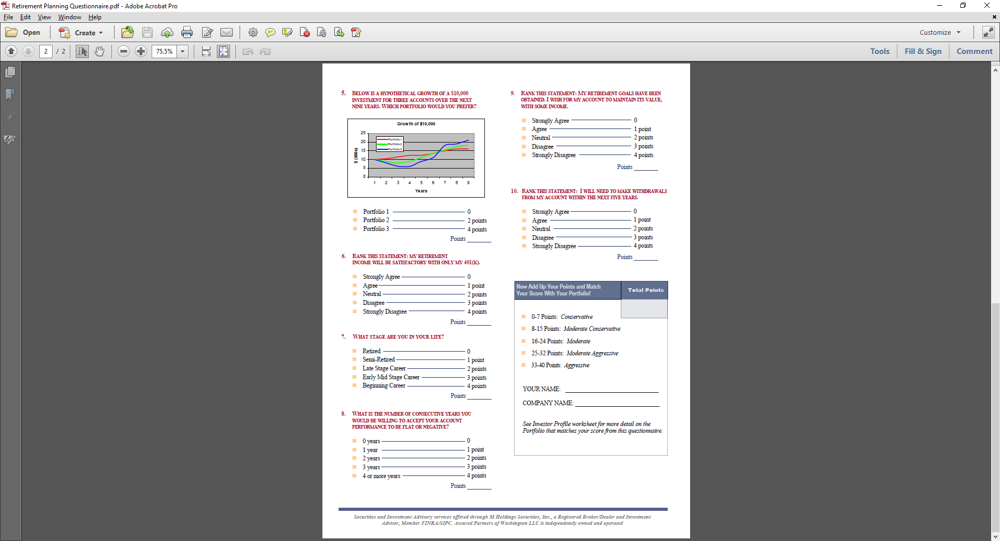 Retirement Planning Questionnaire.pdf - Adobe Acrobat Pro
File Edit View Window Help
Open Create Customize
2 / 2 75.5% Tools Fill & Sign Comment
5. BELOW IS A HYPOTHETICAL GROWTH OF A $10,000
INVESTMENT FOR THREE ACCOUNTS OVER THE NEXT
NINE YEARS. WHICH PORTFOLIO WOULD YOU PREFER?
Growth of $10,000
$ (000s)
25
20
15
10
5
0
Portfolio 1
Portfolio 2
Portfolio 3
1 2 3 4 5 6 7 8 9
Years
Portfolio 1 0
Portfolio 2 2 points
Portfolio 3 4 points
Points
6. RANK THIS STATEMENT: MY RETIREMENT
INCOME WILL BE SATISFACTORY WITH ONLY MY 401(K).
Strongly Agree 0
Agree 1 point
Neutral 2 points
Disagree 3 points
Strongly Disagree 4 points
Points
7. WHAT STAGE ARE YOU IN YOUR LIFE?
Retired 0
Semi-Retired 1 point
Late Stage Career 2 points
Early Mid Stage Career 3 points
Beginning Career 4 points
Points
8. WHAT IS THE NUMBER OF CONSECUTIVE YEARS YOU
WOULD BE WILLING TO ACCEPT YOUR ACCOUNT
PERFORMANCE TO BE FLAT OR NEGATIVE?
0 years 0
1 year 1 point
2 years 2 points
3 years 3 points
4 or more years 4 points
Points
9. RANK THIS STATEMENT: MY RETIREMENT GOALS HAVE BEEN
OBTAINED. I WISH FOR MY ACCOUNT TO MAINTAIN ITS VALUE,
WITH SOME INCOME.
Strongly Agree 0
Agree 1 point
Neutral 2 points
Disagree 3 points
Strongly Disagree 4 points
Points
10. RANK THIS STATEMENT: I WILL NEED TO MAKE WITHDRAWALS
FROM MY ACCOUNT WITHIN THE NEXT FIVE YEARS.
Strongly Agree 0
Agree 1 point
Neutral 2 points
Disagree 3 points
Strongly Disagree 4 points
Points
Now Add Up Your Points and Match
Your Score With Your Portfolio!
Total Points
0-7 Points: Conservative
8-15 Points: Moderate Conservative
16-24 Points: Moderate
25-32 Points: Moderate Aggressive
33-40 Points: Aggressive
YOUR NAME:
COMPANY NAME:
See Investor Profile worksheet for more detail on the
Portfolio that matches your score from this questionnaire.
Securities and Investment Advisory services offered through M Holdings Securities, Inc., a Registered Broker/Dealer and Investment
Adviser, Member FINRA/SIPC. Assured Partners of Washington LLC is independently owned and operated